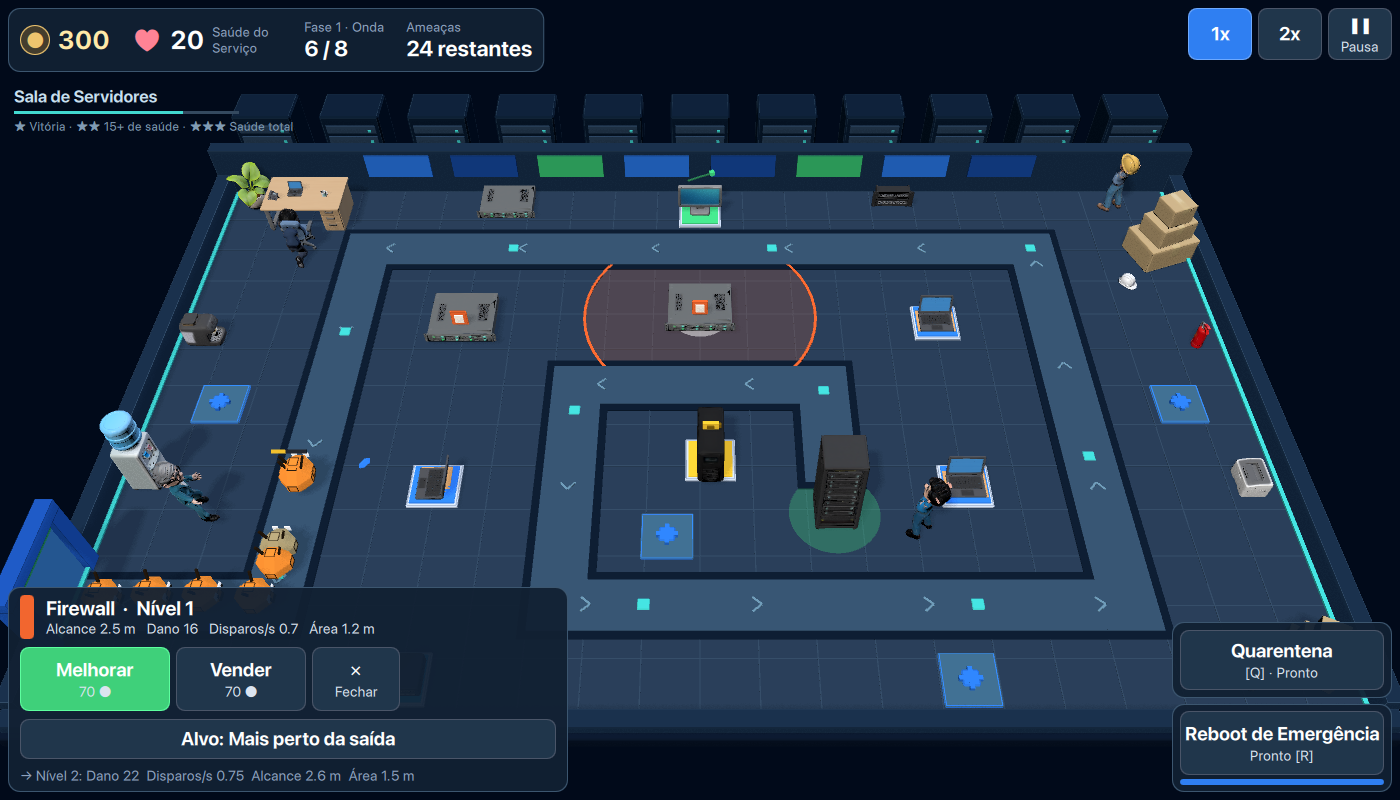 300
20
Saúde do
Serviço
Fase 1 · Onda
6 / 8
Ameaças
24 restantes
1x
2x
Pausa
Sala de Servidores
★ Vitória · ★★ 15+ de saúde · ★★★ Saúde total
Firewall · Nível 1
Alcance 2.5 m Dano 16 Disparos/s 0.7 Área 1.2 m
Melhorar
70
Vender
70
×
Fechar
Alvo: Mais perto da saída
→ Nível 2: Dano 22 Disparos/s 0.75 Alcance 2.6 m Área 1.5 m
Quarentena
[Q] · Pronto
Reboot de Emergência
Pronto [R]